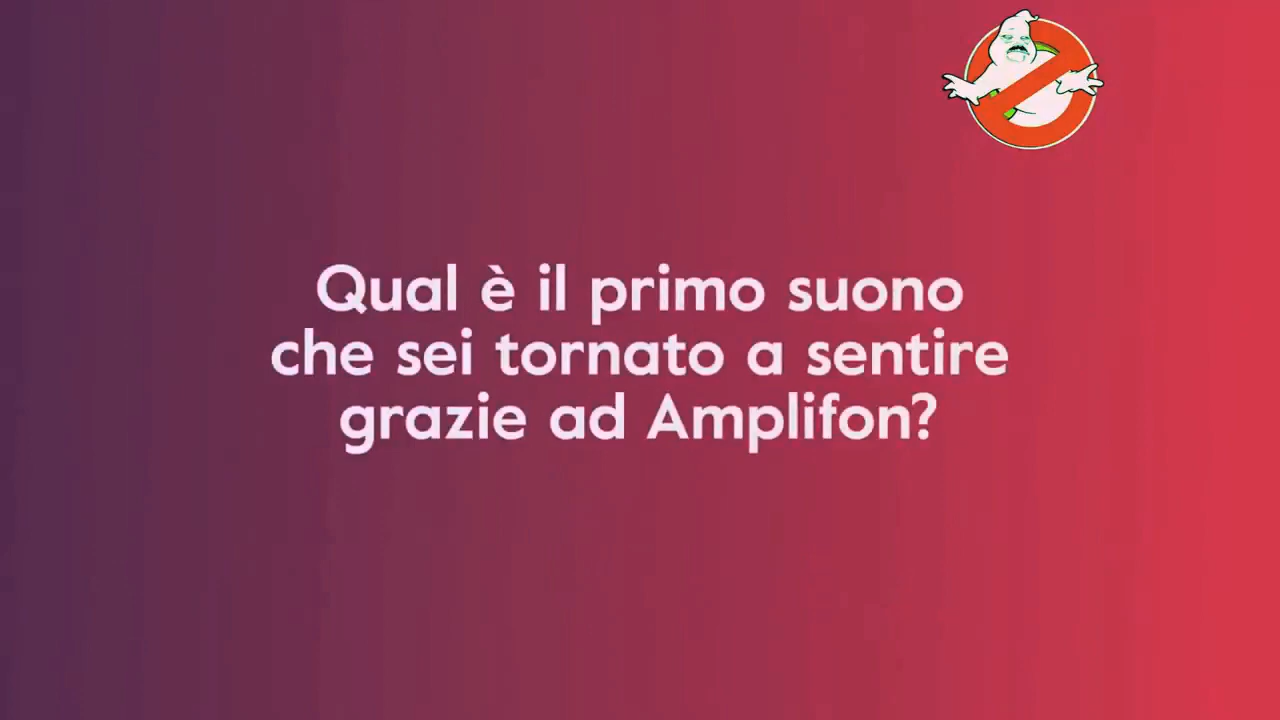 Qual è il primo suono
che sei tornato a sentire
grazie ad Amplifon?